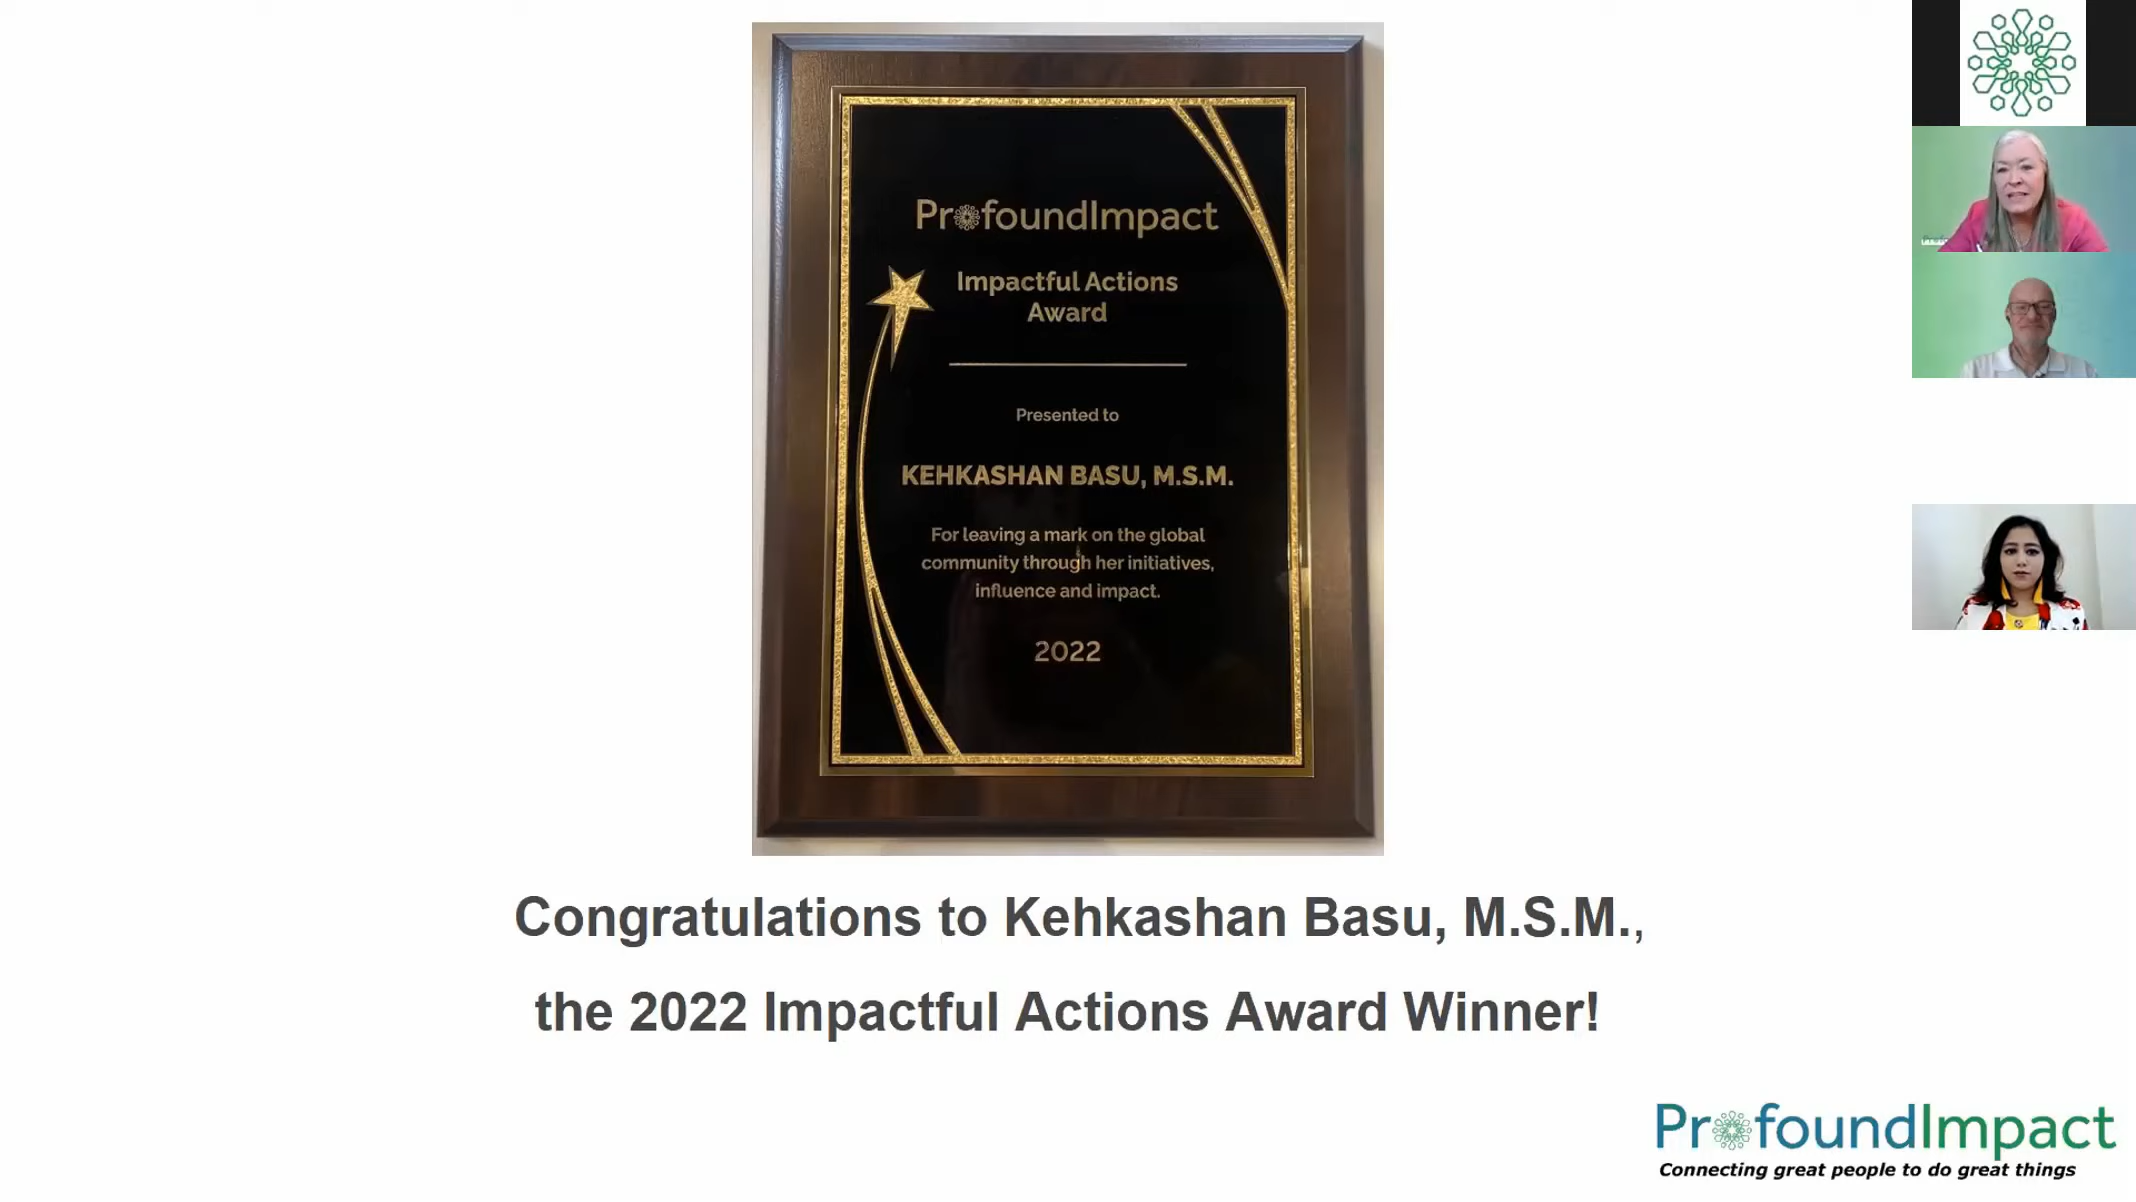 ProfoundImpact
Impactful Actions
Award
Presented to
KEHKASHAN BASU, M.S.M.
For leaving a mark on the global
community through her initiatives,
influence and impact.
2022
Congratulations to Kehkashan Basu, M.S.M.,
the 2022 Impactful Actions Award Winner!
ProfoundImpact
Connecting great people to do great things